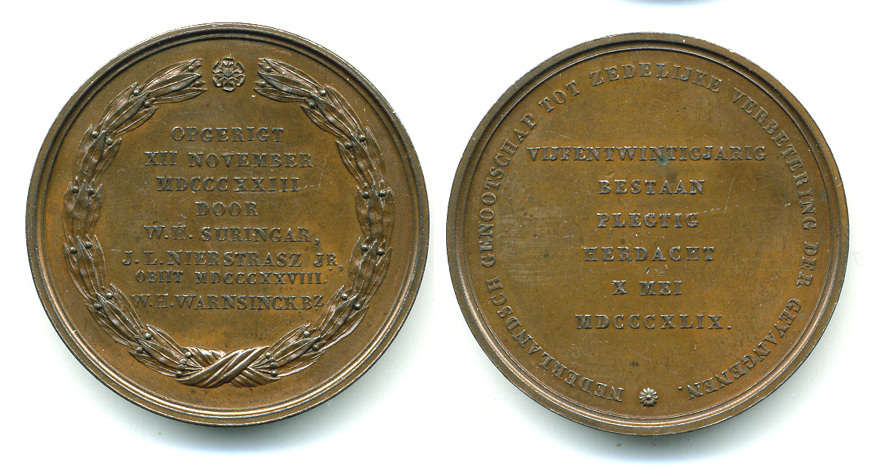 OPGERIGT
XII NOVEMBER
MDCCCXXIII
DOOR
W.H. SURINGAR,
J.L. NIERSTRASZ JR.
OBIIT MDCCCXXVIII.
W.H. WARNSINCK BZ
NEDERLANDSCH GENOOTSCHAP TOT ZEDELIJKE VERBETERING DER GEVANGENEN.
VIJFENTWINTIGJARIG
BESTAAN
PLEGTIG
HERDACHT
X MEI
MDCCCXLIX.